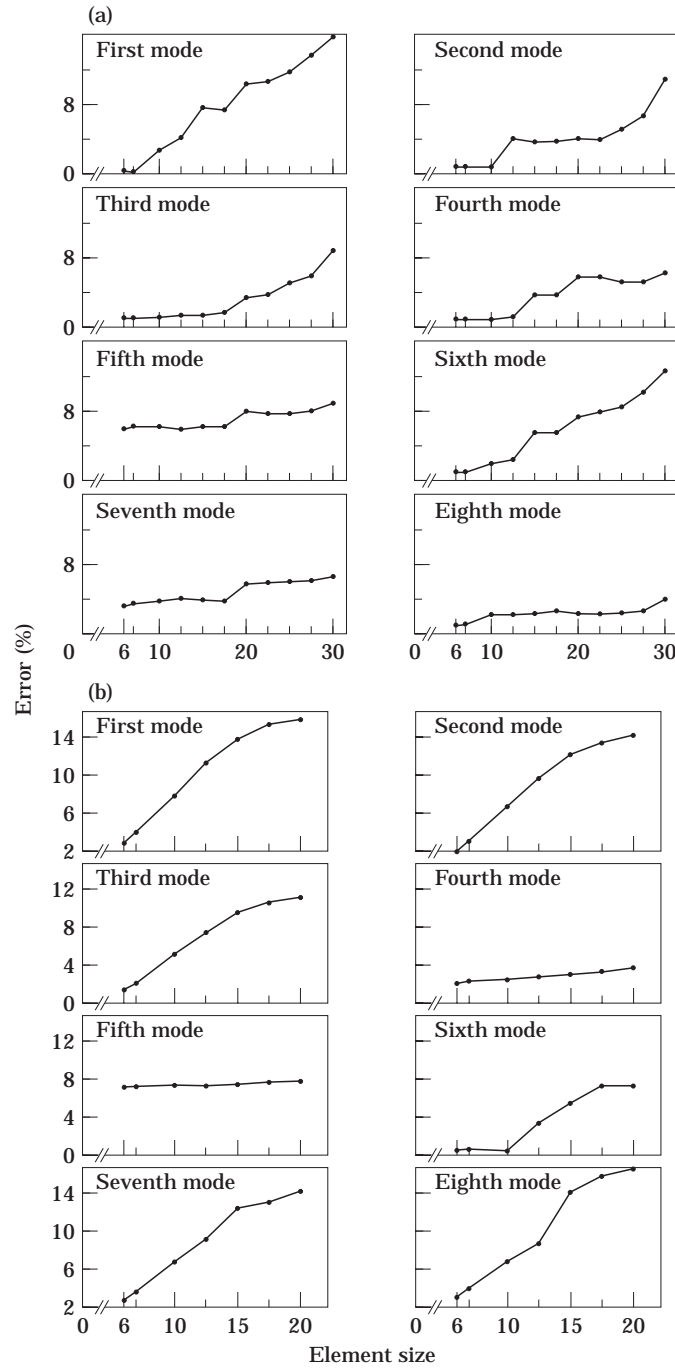 (a)
First mode
Second mode
8
0
Third mode
Fourth mode
8
0
Fifth mode
Sixth mode
8
0
Seventh mode
Eighth mode
8
0 6 10 20 30
0 6 10 20 30
Error (%)
(b)
First mode
Second mode
14
10
6
2
Third mode
Fourth mode
12
8
4
0
Fifth mode
Sixth mode
12
8
4
0
Seventh mode
Eighth mode
14
10
6
2
0 6 10 15 20
0 6 10 15 20
Element size